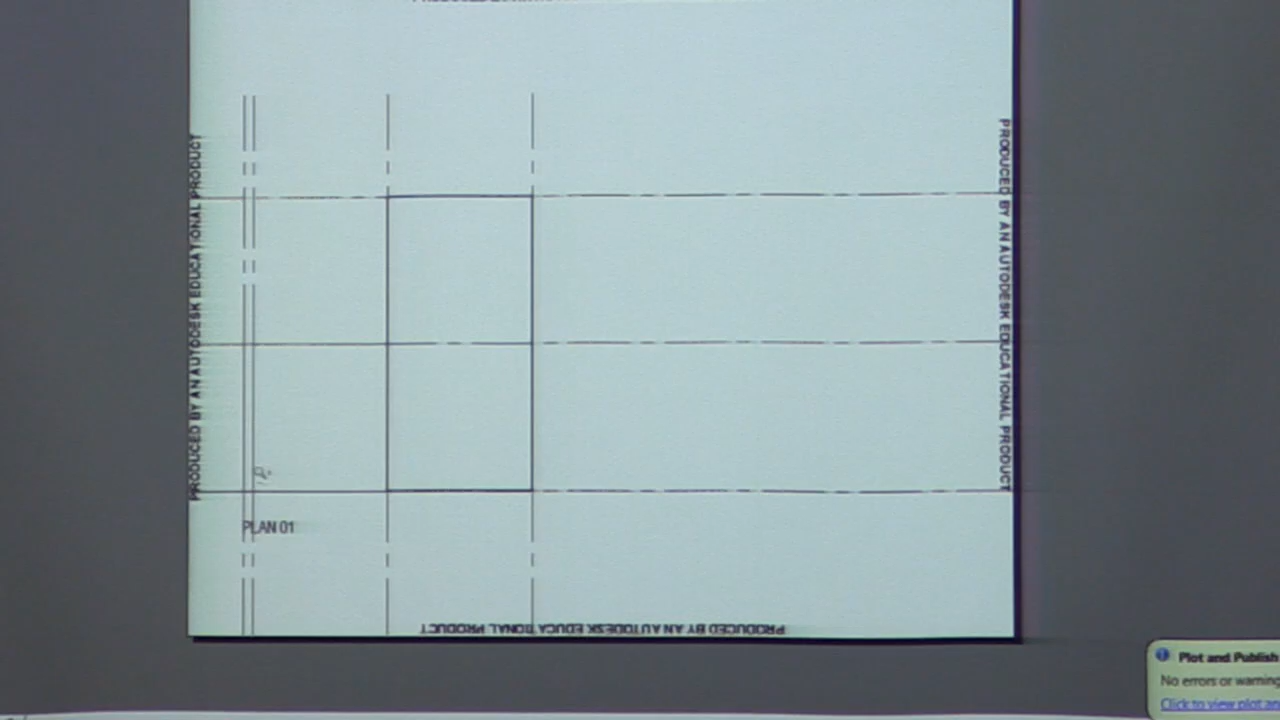 PRODUCED BY AN AUTODESK EDUCATIONAL PRODUCT
PRODUCED BY AN AUTODESK EDUCATIONAL PRODUCT
PLAN 01
PRODUCED BY AN AUTODESK EDUCATIONAL PRODUCT
Plot and Publish
No errors or warning
Click to view plot an